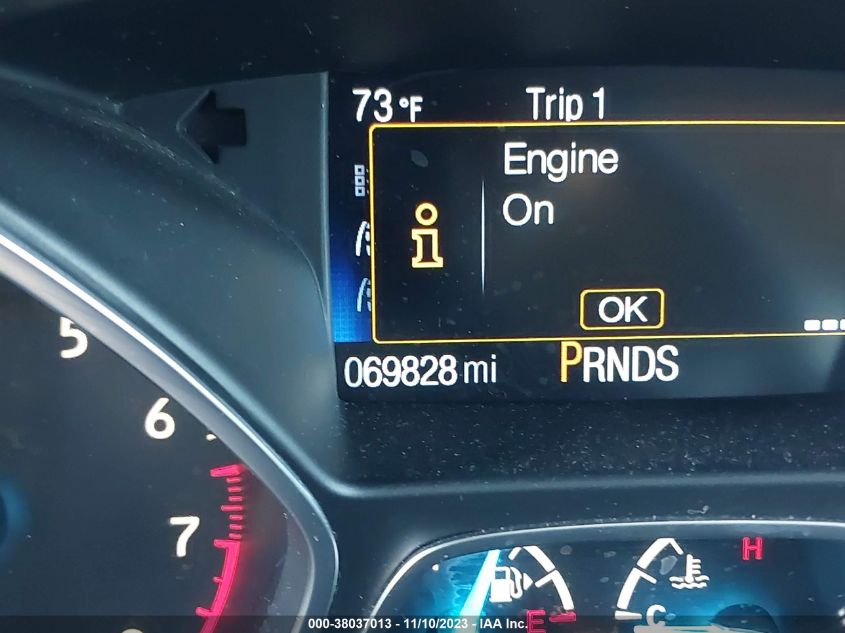 73 °F Trip 1
Engine
On
i
OK
069828 mi PRNDS
5
6
7
H
E
C
000-38037013 - 11/10/2023 - IAA Inc.